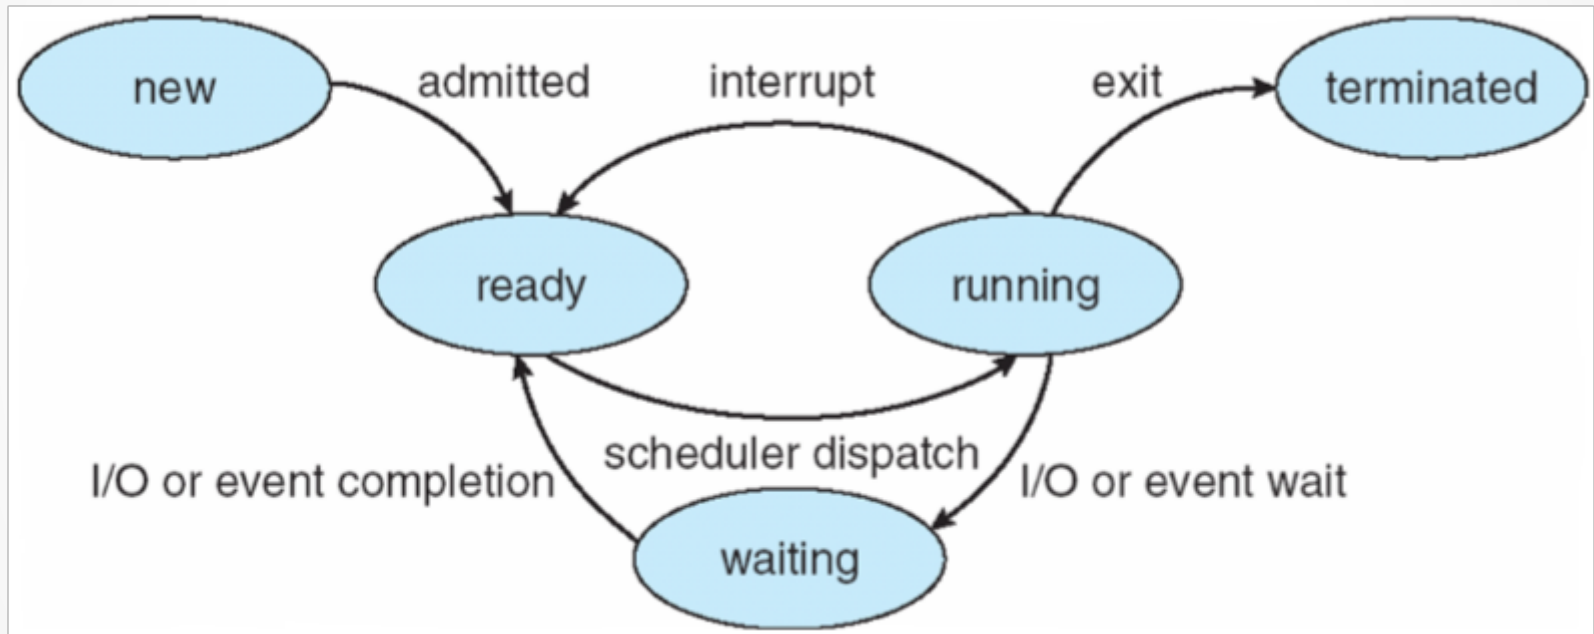 new
admitted
interrupt
exit
terminated
ready
running
scheduler dispatch
I/O or event completion
I/O or event wait
waiting